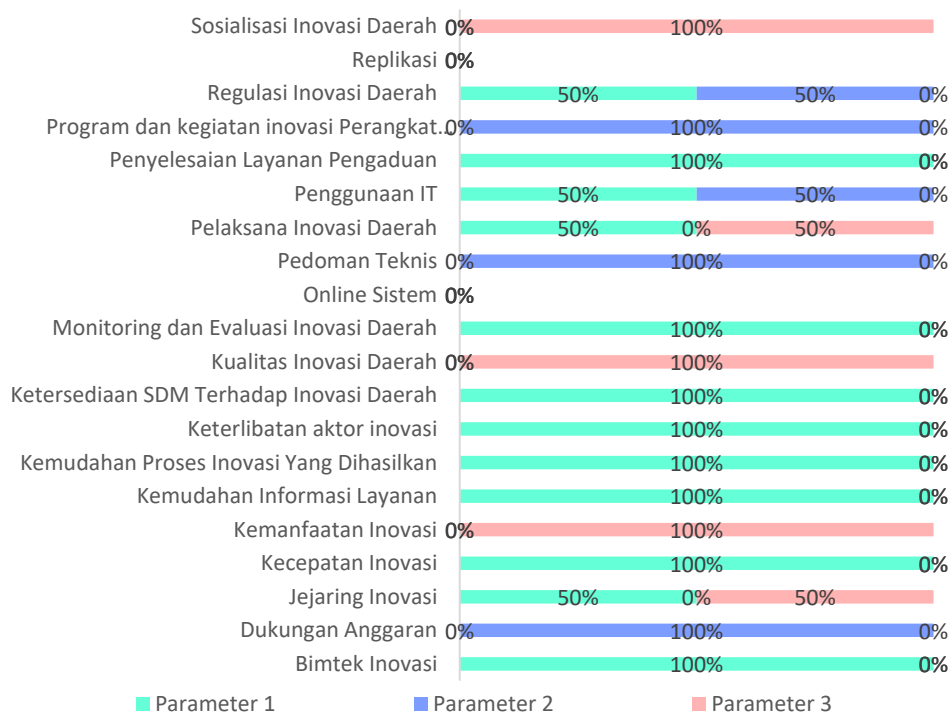 Sosialisasi Inovasi Daerah 0% 100%
Replikasi 0%
Regulasi Inovasi Daerah 50% 50% 0%
Program dan kegiatan inovasi Perangkat... 0% 100% 0%
Penyelesaian Layanan Pengaduan 100% 0%
Penggunaan IT 50% 50% 0%
Pelaksana Inovasi Daerah 50% 0% 50%
Pedoman Teknis 0% 100% 0%
Online Sistem 0%
Monitoring dan Evaluasi Inovasi Daerah 100% 0%
Kualitas Inovasi Daerah 0% 100%
Ketersediaan SDM Terhadap Inovasi Daerah 100% 0%
Keterlibatan aktor inovasi 100% 0%
Kemudahan Proses Inovasi Yang Dihasilkan 100% 0%
Kemudahan Informasi Layanan 100% 0%
Kemanfaatan Inovasi 0% 100%
Kecepatan Inovasi 100% 0%
Jejaring Inovasi 50% 0% 50%
Dukungan Anggaran 0% 100% 0%
Bimtek Inovasi 100% 0%
Parameter 1 Parameter 2 Parameter 3